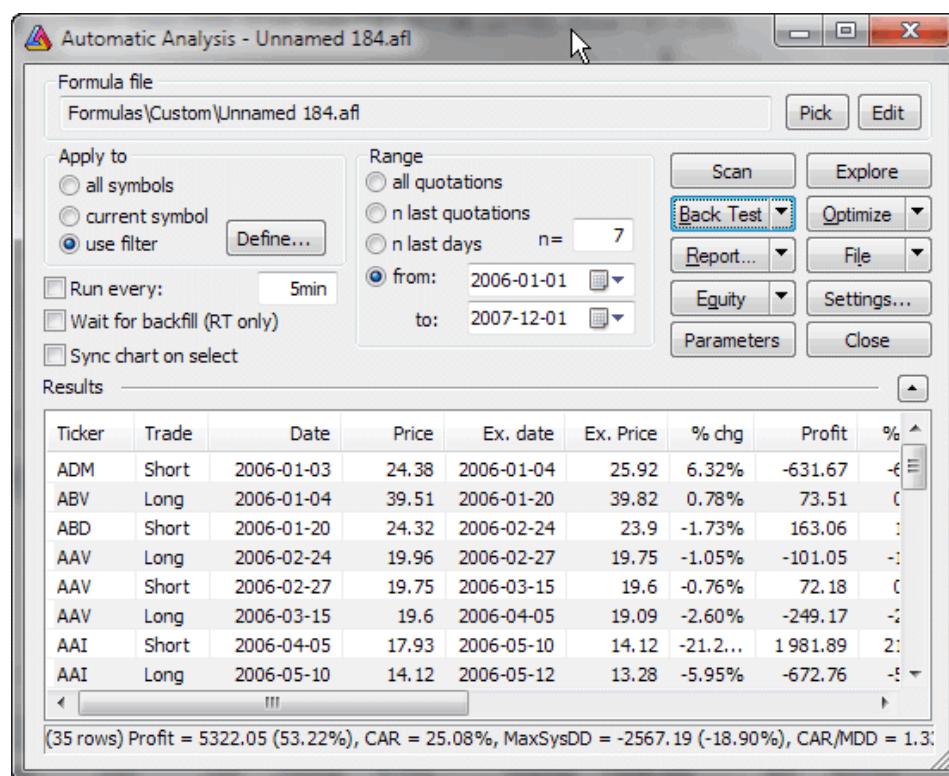 Automatic Analysis - Unnamed 184.afl
Formula file
Formulas\Custom\Unnamed 184.afl Pick Edit
Apply to Range
all symbols all quotations Scan Explore
current symbol n last quotations Back Test Optimize
use filter Define... n last days n= 7 Report... File
Run every: 5min from: 2006-01-01 Equity Settings...
Wait for backfill (RT only) to: 2007-12-01 Parameters Close
Sync chart on select
Results
Ticker Trade Date Price Ex. date Ex. Price % chg Profit %
ADM Short 2006-01-03 24.38 2006-01-04 25.92 6.32% -631.67
ABV Long 2006-01-04 39.51 2006-01-20 39.82 0.78% 73.51
ABD Short 2006-01-20 24.32 2006-02-24 23.9 -1.73% 163.06
AAV Long 2006-02-24 19.96 2006-02-27 19.75 -1.05% -101.05
AAV Short 2006-02-27 19.75 2006-03-15 19.6 -0.76% 72.18
AAV Long 2006-03-15 19.6 2006-04-05 19.09 -2.60% -249.17
AAI Short 2006-04-05 17.93 2006-05-10 14.12 -21.2... 1981.89
AAI Long 2006-05-10 14.12 2006-05-12 13.28 -5.95% -672.76
(35 rows) Profit = 5322.05 (53.22%), CAR = 25.08%, MaxSysDD = -2567.19 (-18.90%), CAR/MDD = 1.3